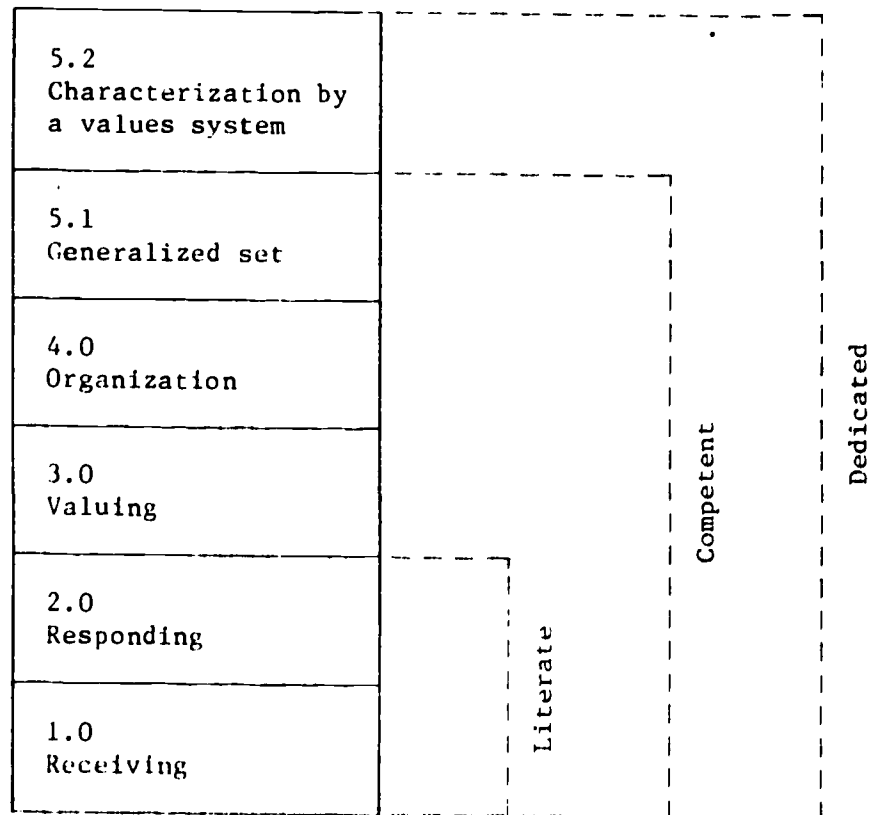 5.2
Characterization by
a values system
5.1
Generalized set
4.0
Organization
3.0
Valuing
2.0
Responding
1.0
Receiving
Literate
Competent
Dedicated